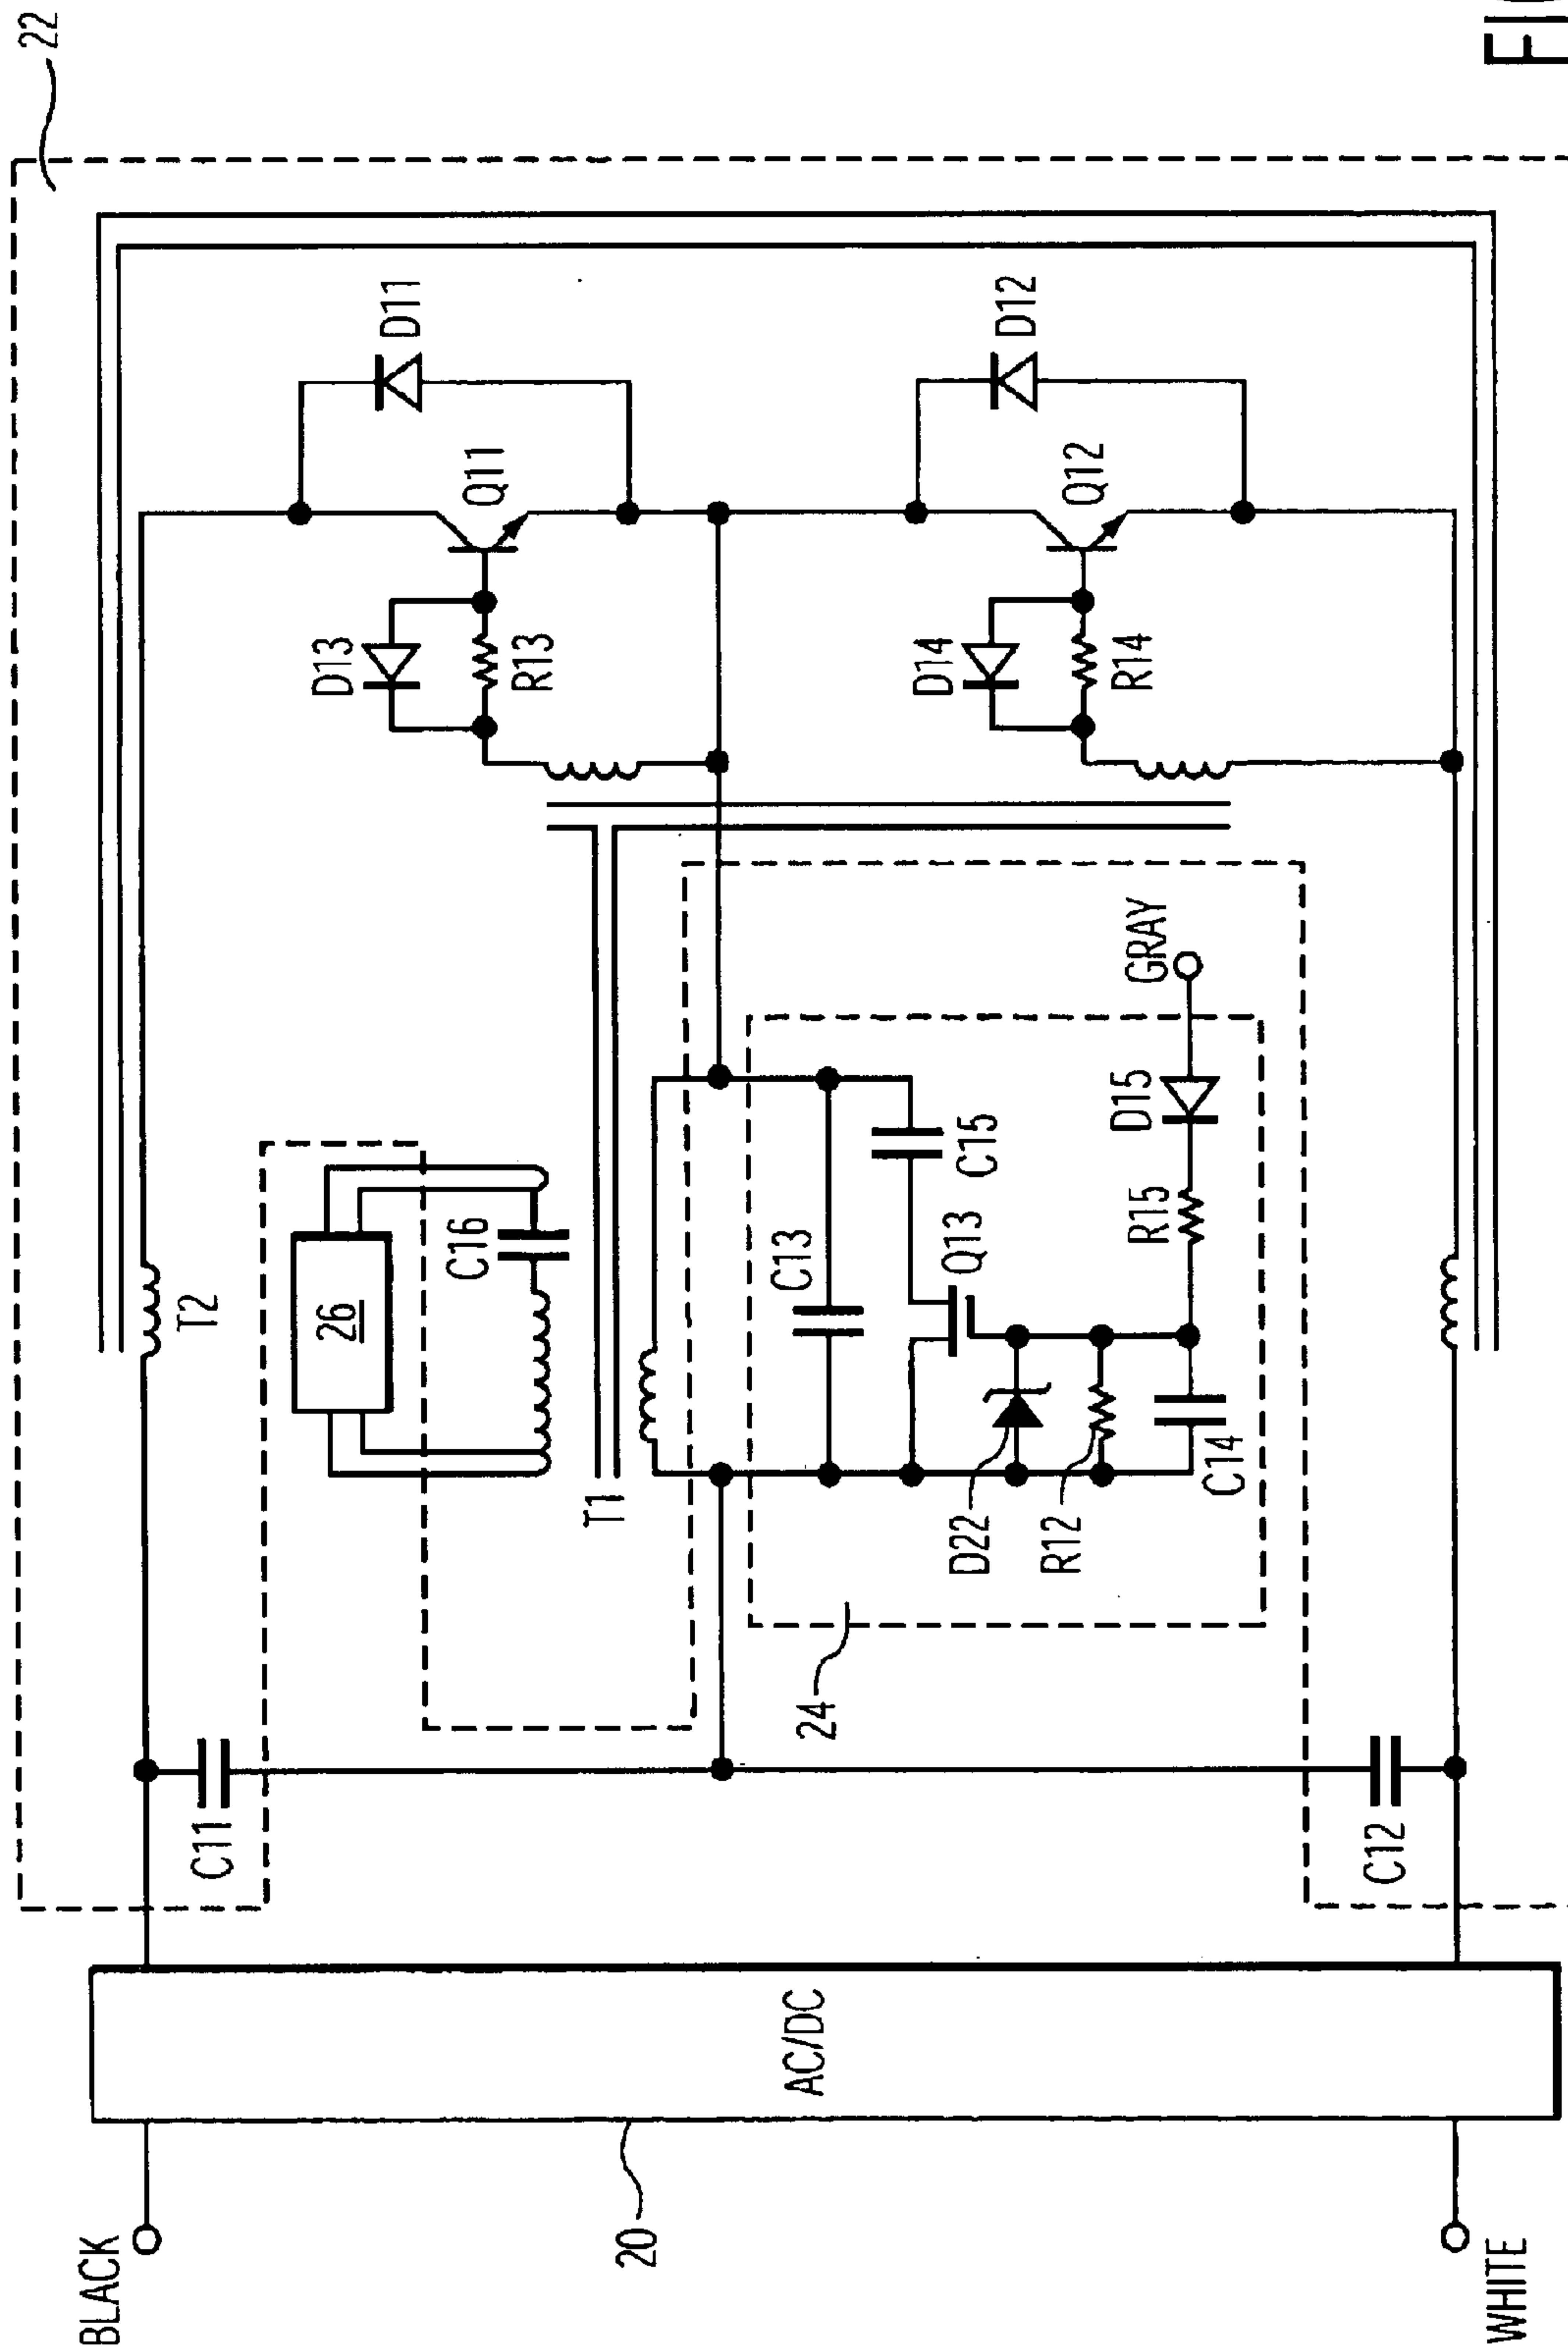 22
BLACK
T2
C11
D13
26
D11
C16
Q11
R13
T1
20
C13
AC/DC
24
D14
Q13
D22
C15
D12
R12
Q12
D15
R14
GRAY
R15
C14
C12
WHITE